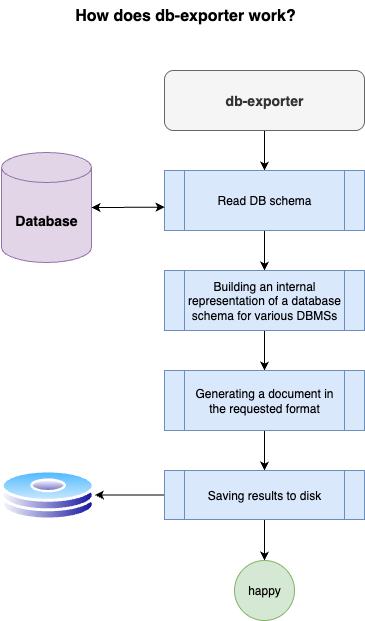 How does db-exporter work?
db-exporter
Database
Read DB schema
Building an internal
representation of a database
schema for various DBMSs
Generating a document in
the requested format
Saving results to disk
happy